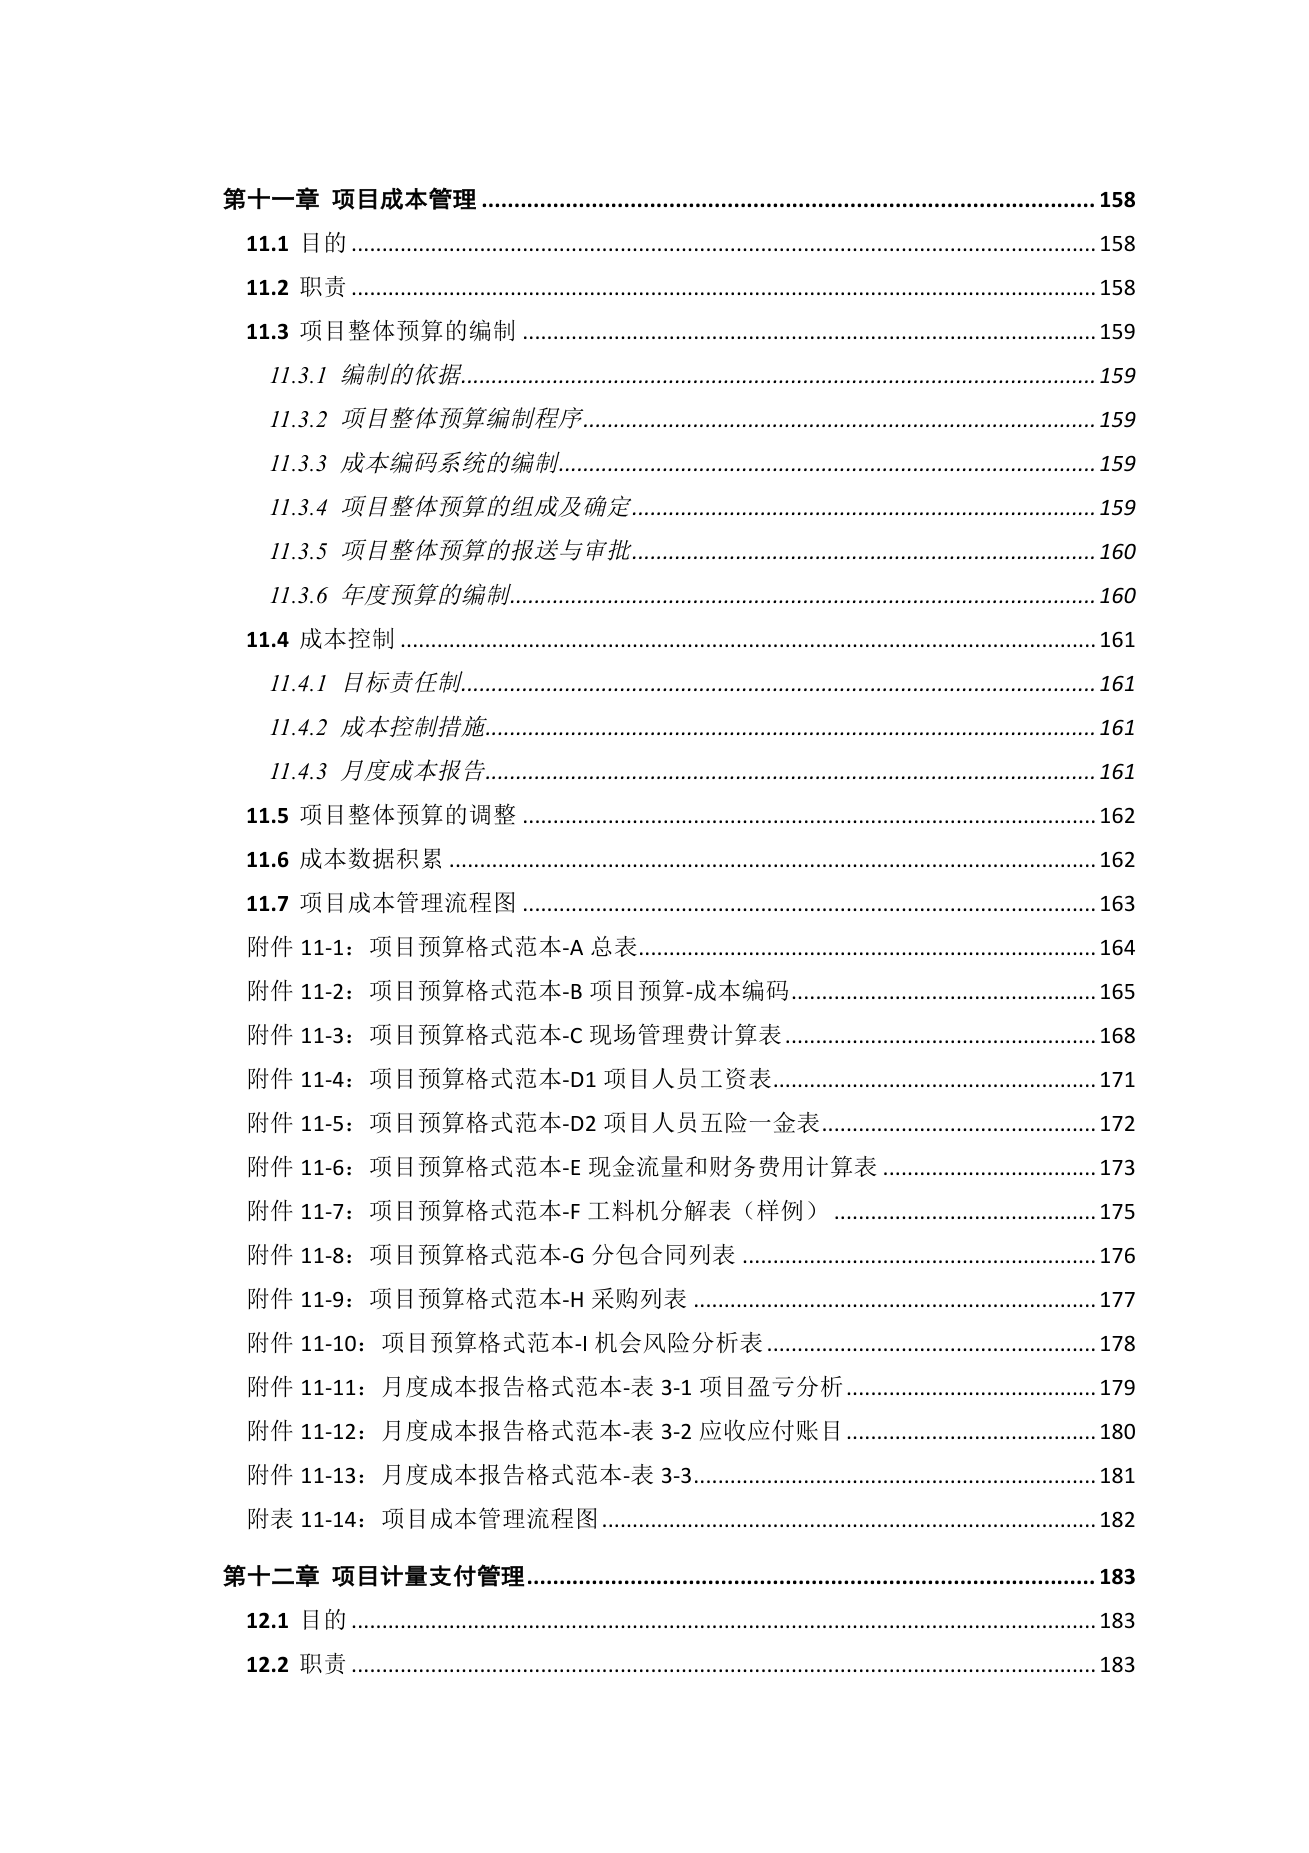 第十一章 项目成本管理 ........ 158
11.1 目的 ........ 158
11.2 职责 ........ 158
11.3 项目整体预算的编制 ........ 159
11.3.1 编制的依据 ........ 159
11.3.2 项目整体预算编制程序 ........ 159
11.3.3 成本编码系统的编制 ........ 159
11.3.4 项目整体预算的组成及确定 ........ 159
11.3.5 项目整体预算的报送与审批 ........ 160
11.3.6 年度预算的编制 ........ 160
11.4 成本控制 ........ 161
11.4.1 目标责任制 ........ 161
11.4.2 成本控制措施 ........ 161
11.4.3 月度成本报告 ........ 161
11.5 项目整体预算的调整 ........ 162
11.6 成本数据积累 ........ 162
11.7 项目成本管理流程图 ........ 163
附件 11-1：项目预算格式范本-A 总表 ........ 164
附件 11-2：项目预算格式范本-B 项目预算-成本编码 ........ 165
附件 11-3：项目预算格式范本-C 现场管理费计算表 ........ 168
附件 11-4：项目预算格式范本-D1 项目人员工资表 ........ 171
附件 11-5：项目预算格式范本-D2 项目人员五险一金表 ........ 172
附件 11-6：项目预算格式范本-E 现金流量和财务费用计算表 ........ 173
附件 11-7：项目预算格式范本-F 工料机分解表（样例） ........ 175
附件 11-8：项目预算格式范本-G 分包合同列表 ........ 176
附件 11-9：项目预算格式范本-H 采购列表 ........ 177
附件 11-10：项目预算格式范本-I 机会风险分析表 ........ 178
附件 11-11：月度成本报告格式范本-表 3-1 项目盈亏分析 ........ 179
附件 11-12：月度成本报告格式范本-表 3-2 应收应付账目 ........ 180
附件 11-13：月度成本报告格式范本-表 3-3 ........ 181
附表 11-14：项目成本管理流程图 ........ 182
第十二章 项目计量支付管理 ........ 183
12.1 目的 ........ 183
12.2 职责 ........ 183